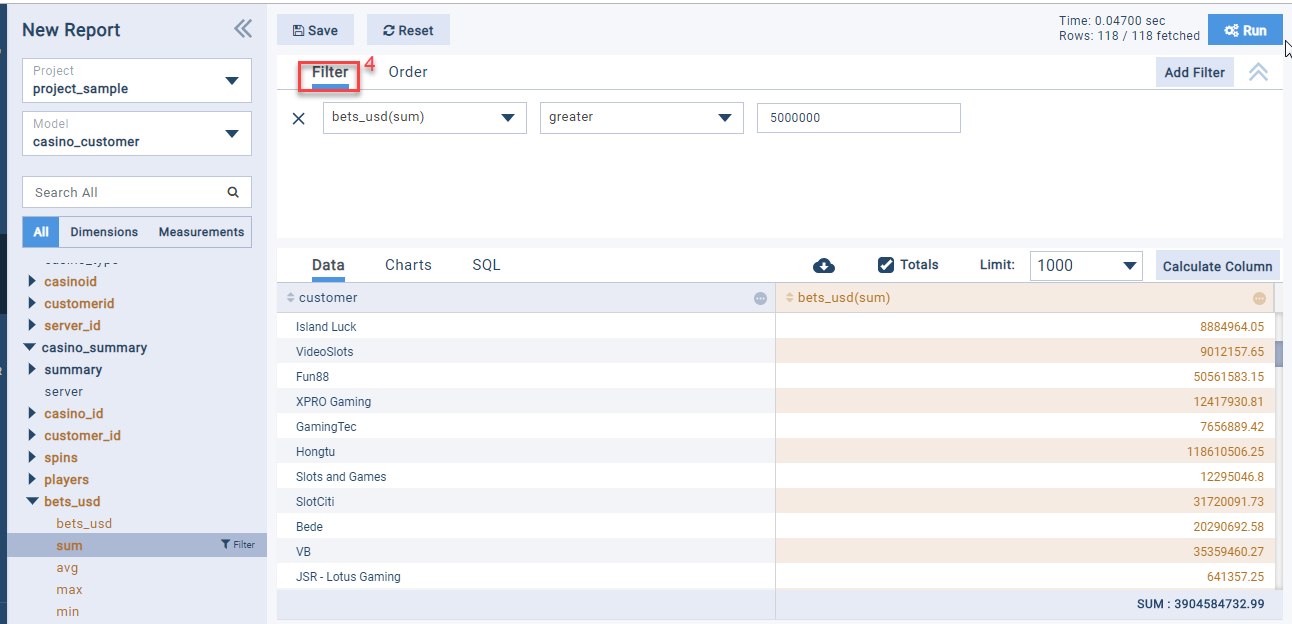 New Report
Project
project_sample
Model
casino_customer
Search All
All Dimensions Measurements
casinoid
customerid
server_id
casino_summary
summary
server
casino_id
customer_id
spins
players
bets_usd
bets_usd
sum Filter
avg
max
min
Save Reset
Time: 0.04700 sec
Rows: 118 / 118 fetched
Run
Filter 4 Order
Add Filter
bets_usd(sum) greater 5000000
Data Charts SQL
Totals Limit: 1000 Calculate Column
customer bets_usd(sum)
Island Luck 8884964.05
VideoSlots 9012157.65
Fun88 50561583.15
XPRO Gaming 12417930.81
GamingTec 7656889.42
Hongtu 118610506.25
Slots and Games 12295046.8
SlotCiti 31720091.73
Bede 20290692.58
VB 35359460.27
JSR - Lotus Gaming 641357.25
SUM : 3904584732.99